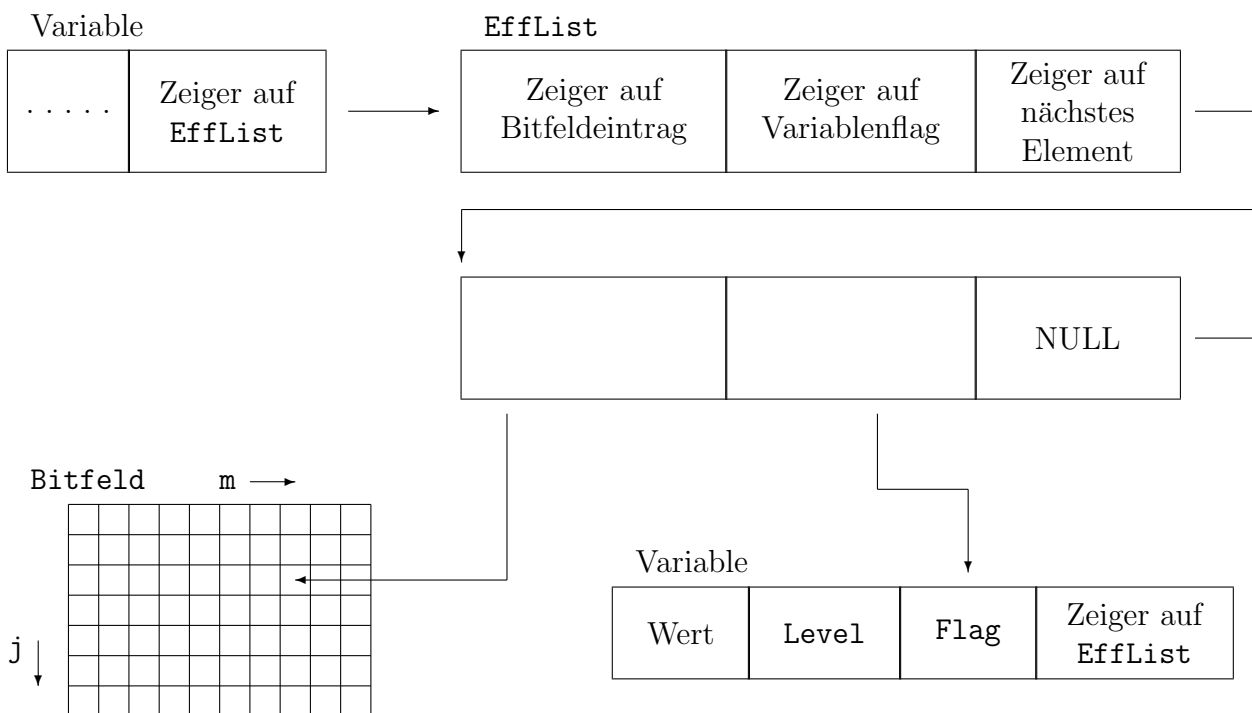 Variable
EffList
. . . . .
Zeiger auf
EffList
Zeiger auf
Bitfeldeintrag
Zeiger auf
Variablenflag
Zeiger auf
nächstes
Element
NULL
Bitfeld
m
j
Variable
Wert
Level
Flag
Zeiger auf
EffList